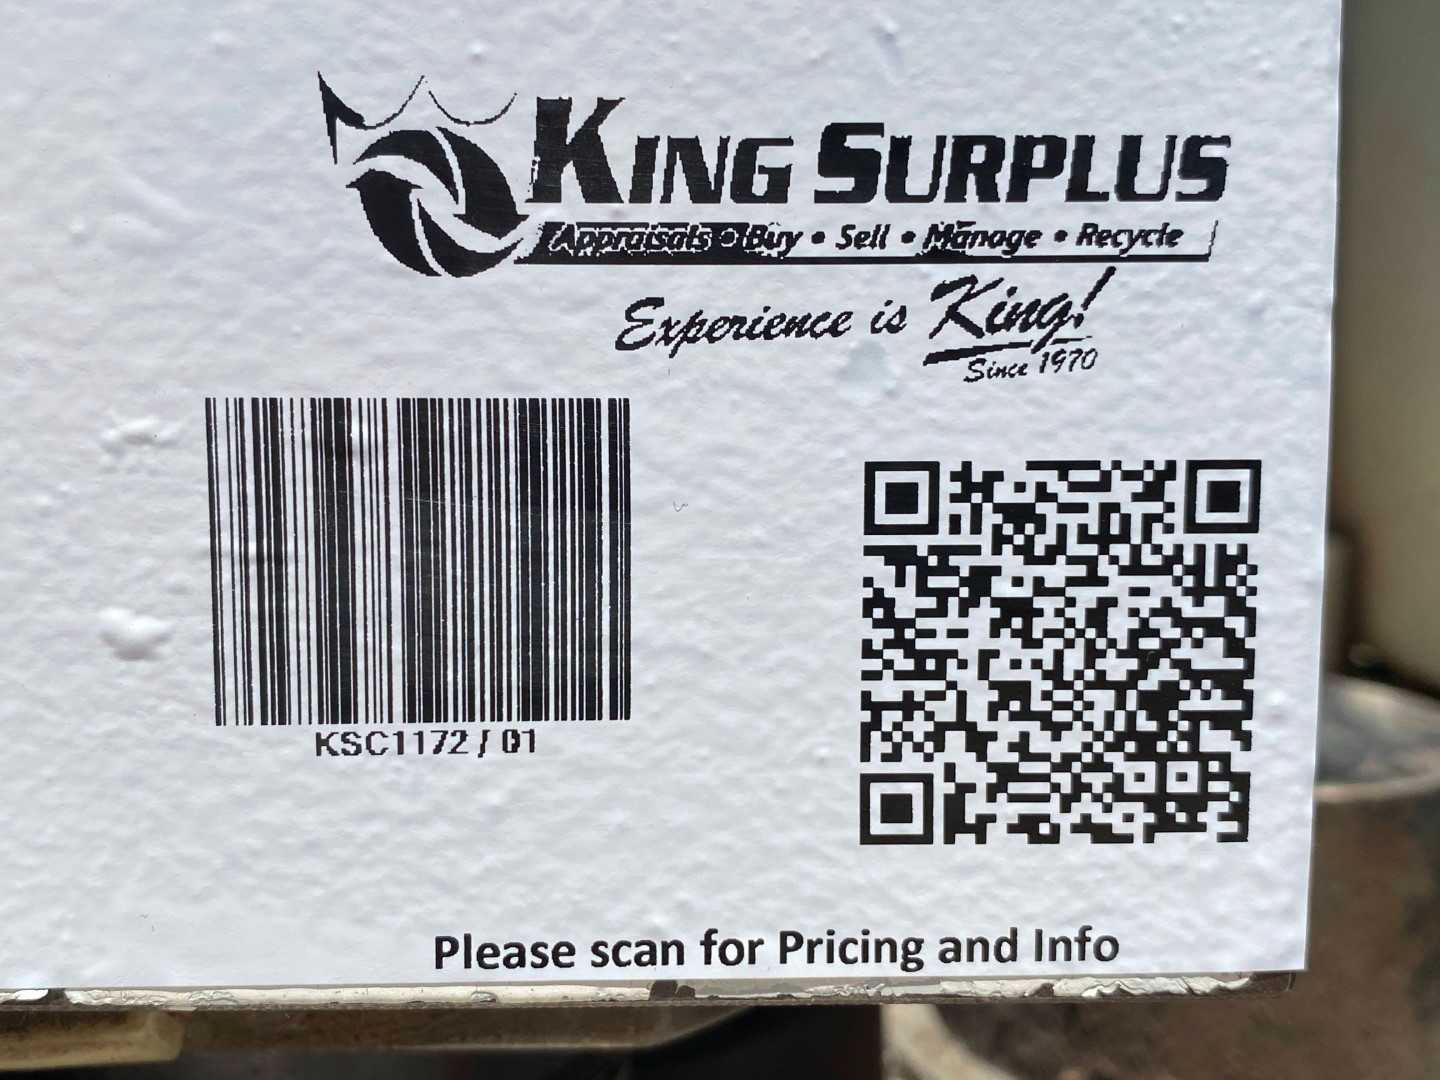 KING SURPLUS
Appraisals • Buy • Sell • Manage • Recycle
Experience is King!
Since 1970
KSC1172 / 01
Please scan for Pricing and Info